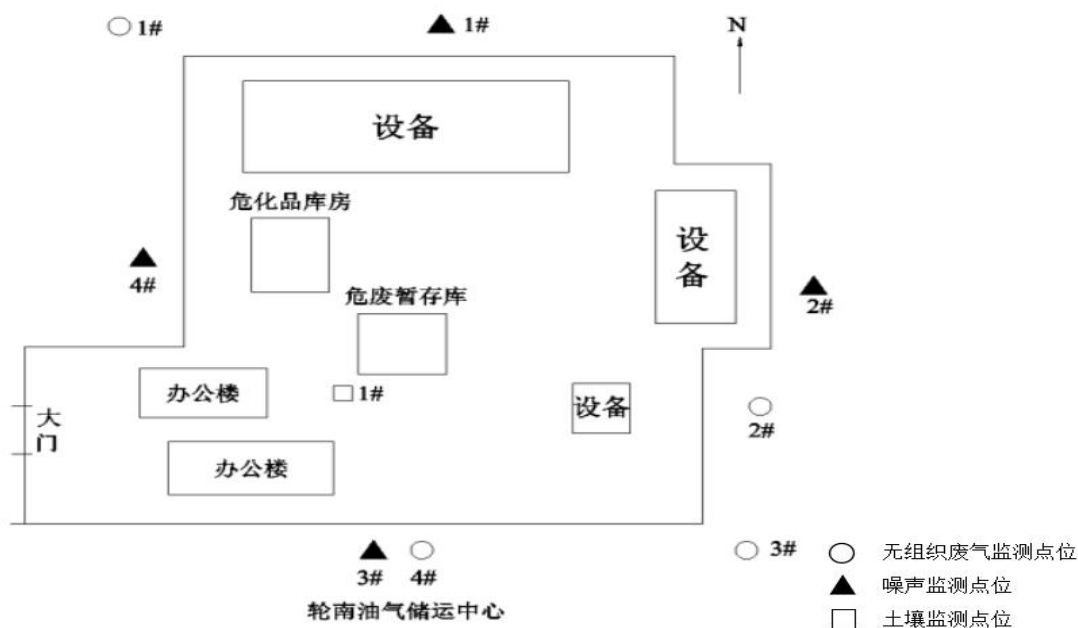 1#
1#
N
设备
危化品库房
设备
4#
危废暂存库
2#
办公楼
1#
设备
大门
2#
办公楼
3#
无组织废气监测点位
3#
4#
噪声监测点位
轮南油气储运中心
土壤监测点位